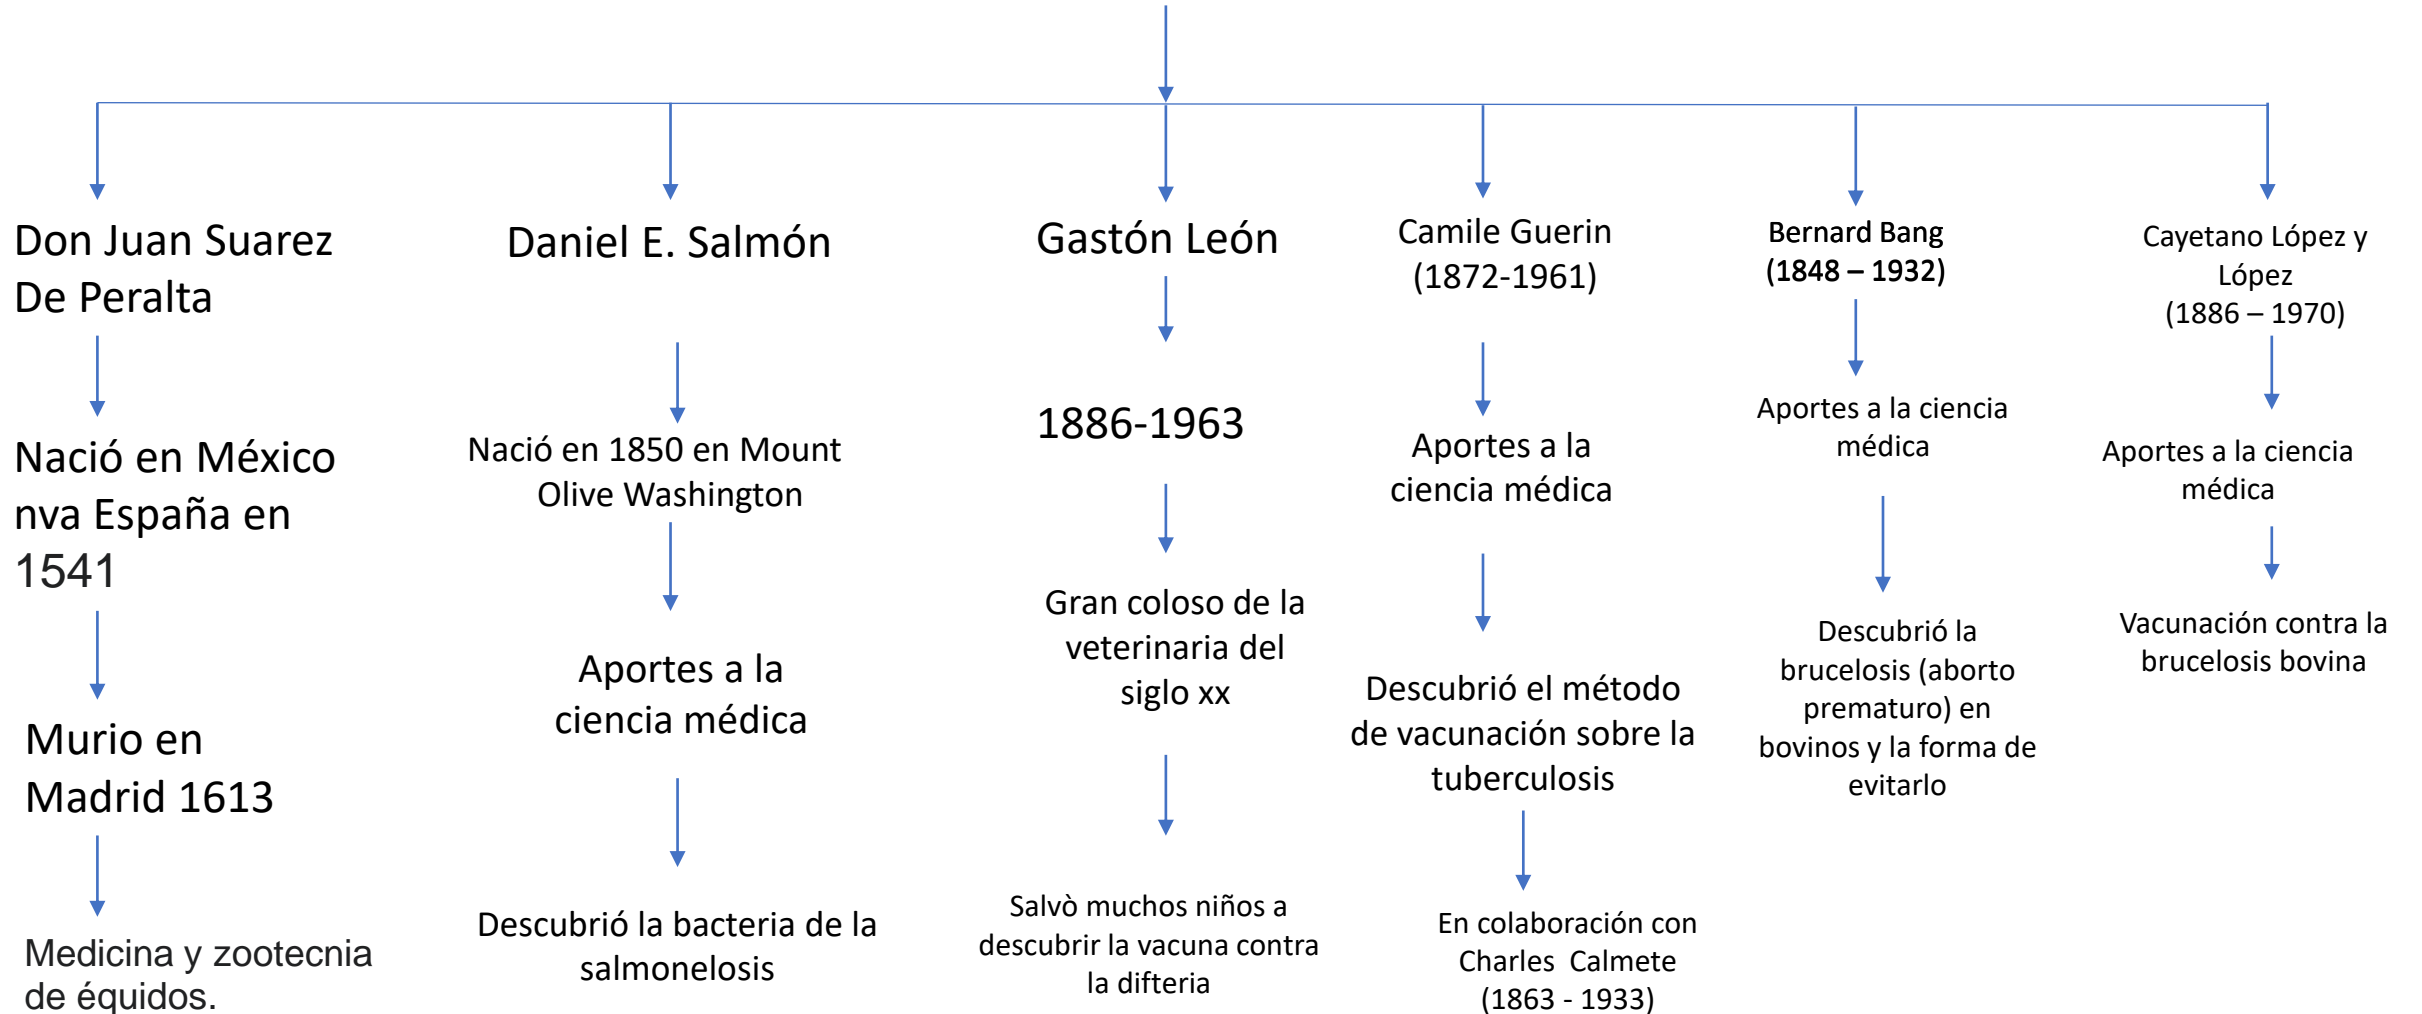 Don Juan Suarez
De Peralta
Nació en México
nva España en
1541
Murio en
Madrid 1613
Medicina y zootecnia
de équidos.
Daniel E. Salmón
Nació en 1850 en Mount
Olive Washington
Aportes a la
ciencia médica
Descubrió la bacteria de la
salmonelosis
Gastón León
1886-1963
Gran coloso de la
veterinaria del
siglo xx
Salvò muchos niños a
descubrir la vacuna contra
la difteria
Camile Guerin
(1872-1961)
Aportes a la
ciencia médica
Descubrió el método
de vacunación sobre la
tuberculosis
En colaboración con
Charles  Calmete
(1863 - 1933)
Bernard Bang
(1848 – 1932)
Aportes a la ciencia
médica
Descubrió la
brucelosis (aborto
prematuro) en
bovinos y la forma de
evitarlo
Cayetano López y
López
(1886 – 1970)
Aportes a la ciencia
médica
Vacunación contra la
brucelosis bovina